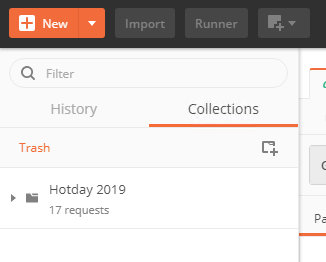 New Import Runner
Filter
History Collections
Trash
Hotday 2019
17 requests
Pa